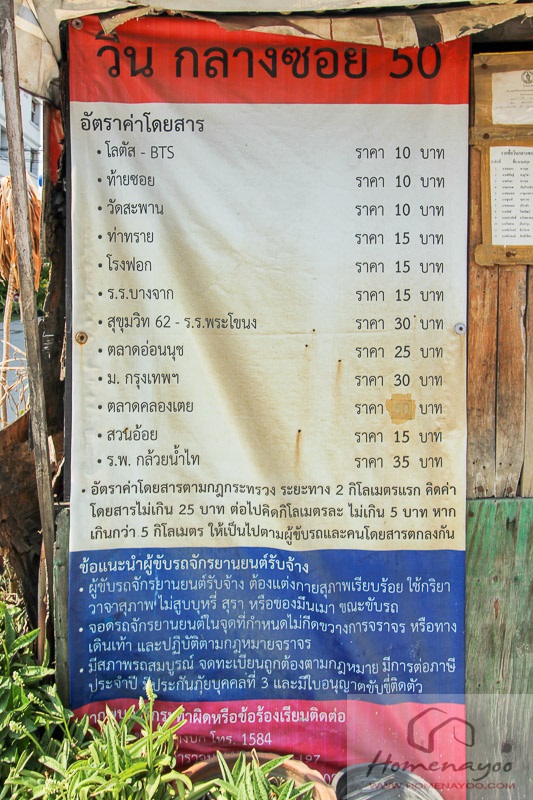 วิน กลางซอย 50
อัตราค่าโดยสาร
• โลตัส - BTS ราคา 10 บาท
• ท้ายซอย ราคา 10 บาท
• วัดสะพาน ราคา 10 บาท
• ท่าทราย ราคา 15 บาท
• โรงฟอก ราคา 15 บาท
• ร.ร.บางจาก ราคา 15 บาท
• สุขุมวิท 62 - ร.ร.พระโขนง ราคา 30 บาท
• ตลาดอ่อนนุช ราคา 25 บาท
• ม. กรุงเทพฯ ราคา 30 บาท
• ตลาดคลองเตย ราคา บาท
• สวนอ้อย ราคา 15 บาท
• ร.พ. กล้วยน้ำไท ราคา 35 บาท
• อัตราค่าโดยสารตามกฎกระทรวง ระยะทาง 2 กิโลเมตรแรก คิดค่า
โดยสารไม่เกิน 25 บาท ต่อไปคิดกิโลเมตรละ ไม่เกิน 5 บาท หาก
เกินกว่า 5 กิโลเมตร ให้เป็นไปตามผู้ขับรถและคนโดยสารตกลงกัน
ข้อแนะนำผู้ขับรถจักรยานยนต์รับจ้าง
• ผู้ขับรถจักรยานยนต์รับจ้าง ต้องแต่งกายสุภาพเรียบร้อย ใช้กริยา
วาจาสุภาพ ไม่สูบบุหรี่ สุรา หรือของมึนเมา ขณะขับรถ
• จอดรถจักรยานยนต์ในจุดที่กำหนดไม่กีดขวางการจราจร หรือทาง
เดินเท้า และปฏิบัติตามกฎหมายจราจร
• มีสภาพรถสมบูรณ์ จดทะเบียนถูกต้องตามกฎหมาย มีการต่อภาษี
ประจำปี มีประกันภัยบุคคลที่ 3 และมีใบอนุญาตขับขี่ติดตัว
ผิดหรือข้อร้องเรียนติดต่อ
โทร. 1584
Homenayoo
WWW.HOMENAYOO.COM